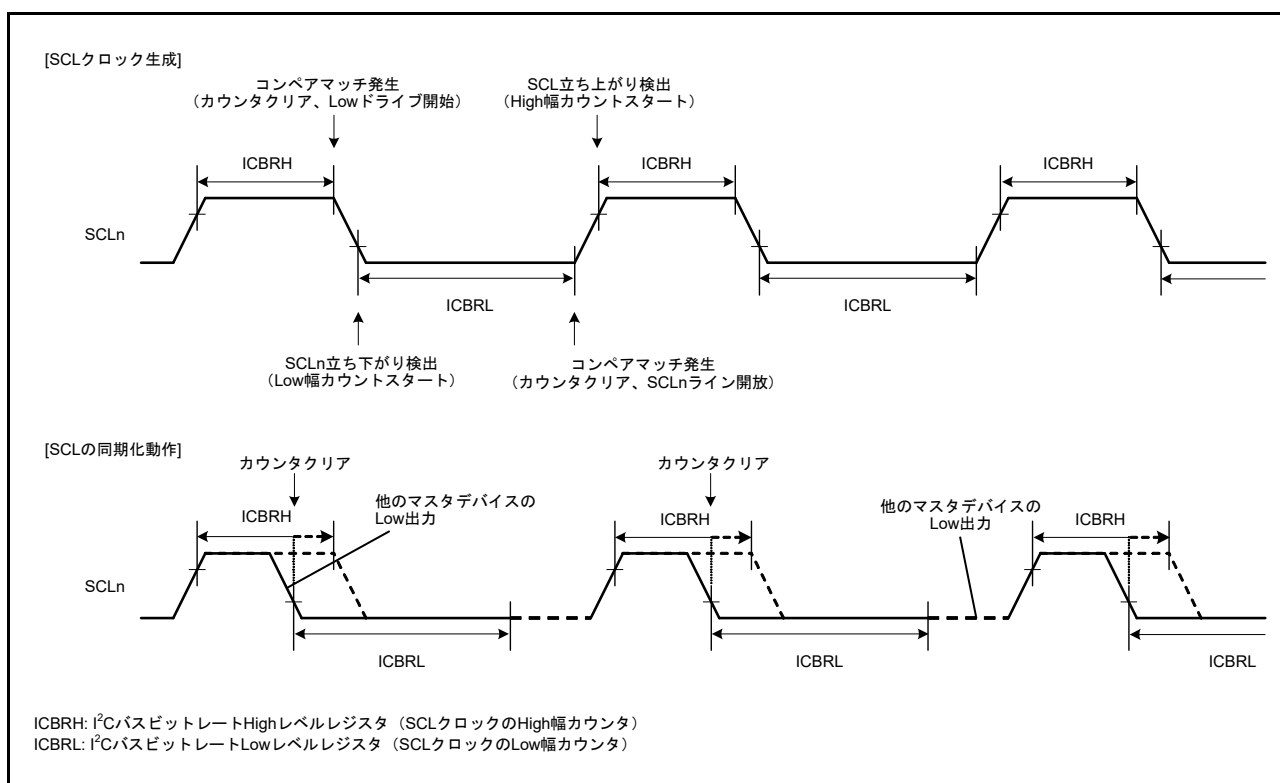 [SCLクロック生成]
コンペアマッチ発生
（カウンタクリア、Lowドライブ開始）
SCL立ち上がり検出
（High幅カウントスタート）
ICBRH
ICBRH
ICBRH
SCLn
ICBRL
ICBRL
SCLn立ち下がり検出
（Low幅カウントスタート）
コンペアマッチ発生
（カウンタクリア、SCLnライン開放）
[SCLの同期化動作]
カウンタクリア
カウンタクリア
他のマスタデバイスの
Low出力
他のマスタデバイスの
Low出力
ICBRH
ICBRH
ICBRH
SCLn
ICBRL
ICBRL
ICBRL
ICBRH: I²CバスビットレートHighレベルレジスタ（SCLクロックのHigh幅カウンタ）
ICBRL: I²CバスビットレートLowレベルレジスタ（SCLクロックのLow幅カウンタ）